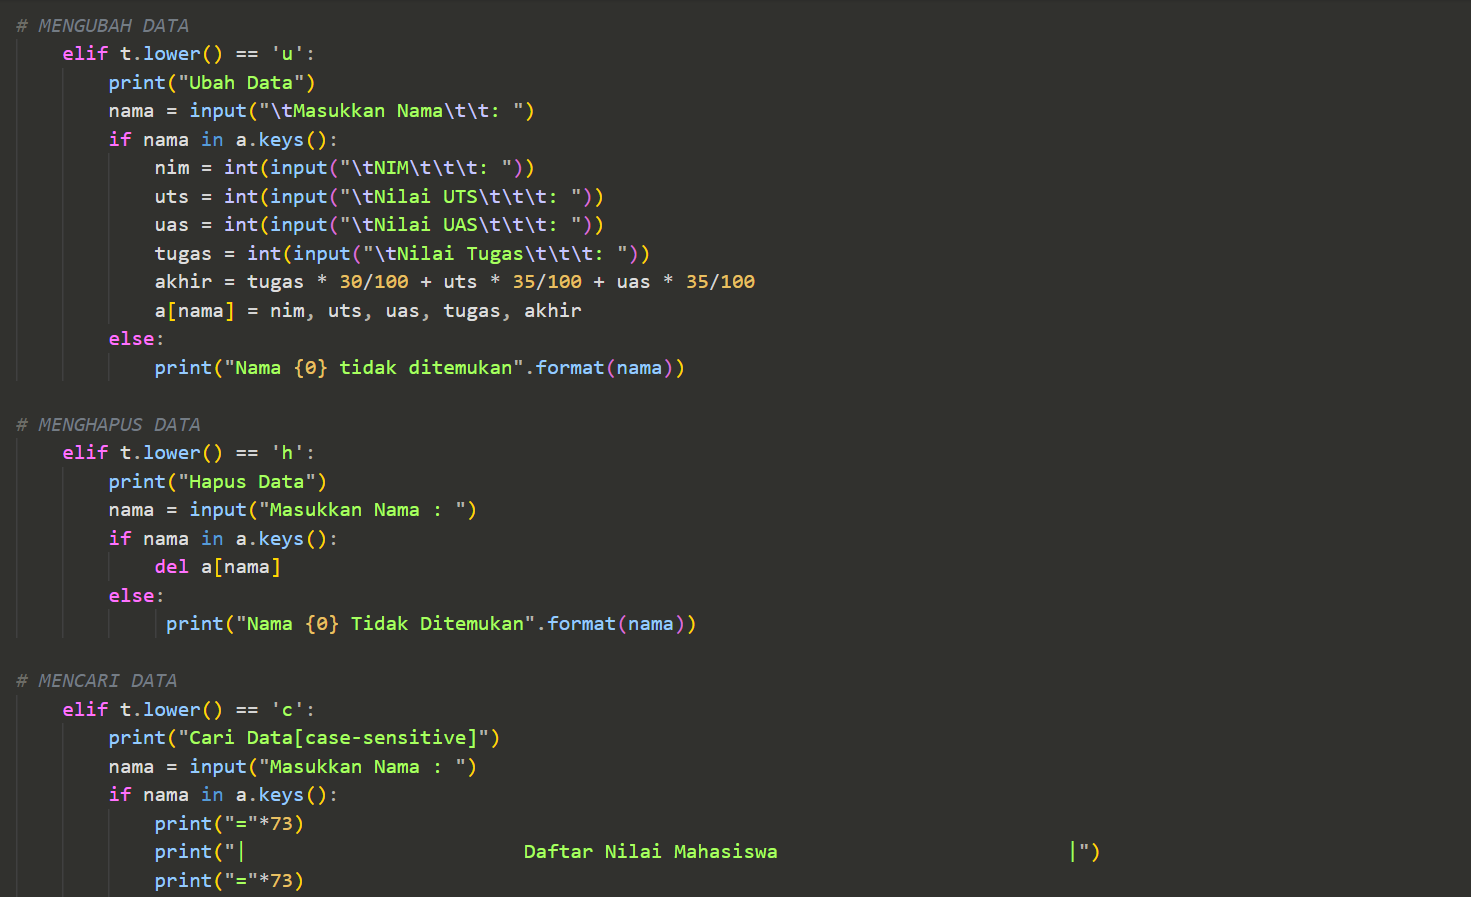 # MENGUBAH DATA
    elif t.lower() == 'u':
        print("Ubah Data")
        nama = input("\tMasukkan Nama\t\t: ")
        if nama in a.keys():
            nim = int(input("\tNIM\t\t\t: "))
            uts = int(input("\tNilai UTS\t\t\t: "))
            uas = int(input("\tNilai UAS\t\t\t: "))
            tugas = int(input("\tNilai Tugas\t\t\t: "))
            akhir = tugas * 30/100 + uts * 35/100 + uas * 35/100
            a[nama] = nim, uts, uas, tugas, akhir
        else:
            print("Nama {0} tidak ditemukan".format(nama))

# MENGHAPUS DATA
    elif t.lower() == 'h':
        print("Hapus Data")
        nama = input("Masukkan Nama : ")
        if nama in a.keys():
            del a[nama]
        else:
             print("Nama {0} Tidak Ditemukan".format(nama))

# MENCARI DATA
    elif t.lower() == 'c':
        print("Cari Data[case-sensitive]")
        nama = input("Masukkan Nama : ")
        if nama in a.keys():
            print("="*73)
            print("|                        Daftar Nilai Mahasiswa                         |")
            print("="*73)